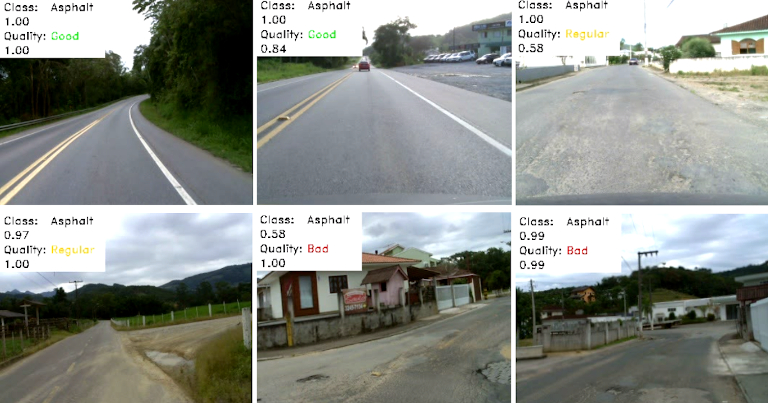 Class: Asphalt
1.00
Quality: Good
1.00
Class: Asphalt
1.00
Quality: Good
0.84
Class: Asphalt
1.00
Quality: Regular
0.58
Class: Asphalt
0.97
Quality: Regular
1.00
Class: Asphalt
0.58
Quality: Bad
1.00
Class: Asphalt
0.99
Quality: Bad
0.99